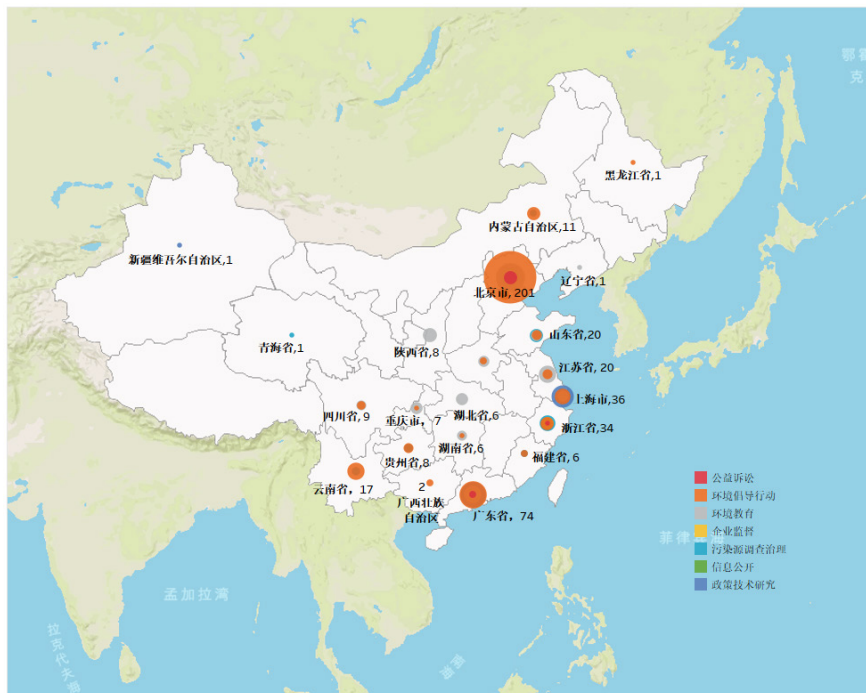 鄂霍
克
黑龙江省,1
内蒙古自治区,11
新疆维吾尔自治区,1
辽宁省,1
北京市,201
山东省,20
青海省,1
陕西省,8
江苏省, 20
上海市,36
四川省, 9
重庆市，7
湖北省,6
浙江省,34
湖南省,6
贵州省,8
福建省, 6
云南省，17
2
广西壮族
自治区
广东省，74
公益诉讼
环境倡导行动
环境教育
企业监督
污染源调查治理
信息公开
政策技术研究
菲律
孟加拉湾
拉克代夫海